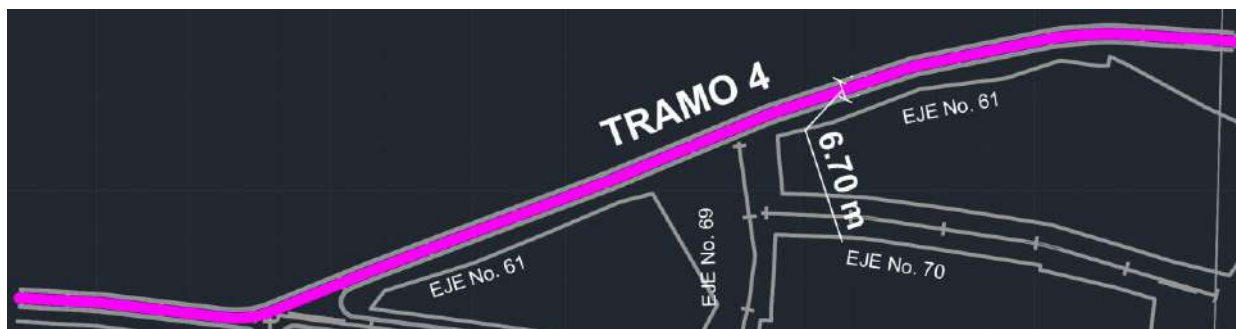 TRAMO 4
EJE No. 61
6.70 m
EJE No. 69
EJE No. 61
EJE No. 70